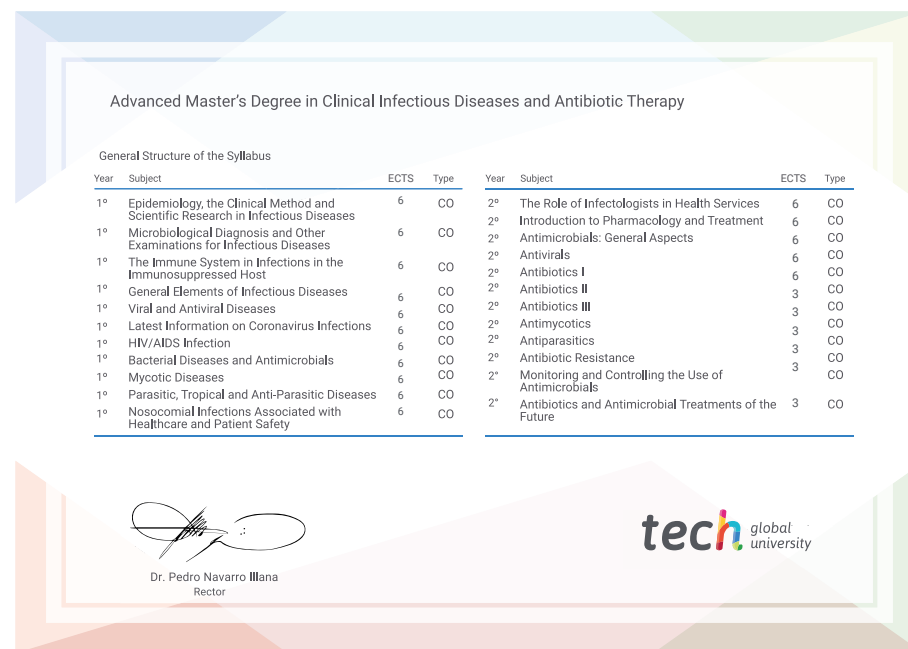 Advanced Master's Degree in Clinical Infectious Diseases and Antibiotic Therapy
General Structure of the Syllabus
Year Subject ECTS Type
1º Epidemiology, the Clinical Method and 6 CO
Scientific Research in Infectious Diseases
1º Microbiological Diagnosis and Other 6 CO
Examinations for Infectious Diseases
1º The Immune System in Infections in the 6 CO
Immunosuppressed Host
1º General Elements of Infectious Diseases 6 CO
1º Viral and Antiviral Diseases 6 CO
1º Latest Information on Coronavirus Infections 6 CO
1º HIV/AIDS Infection 6 CO
1º Bacterial Diseases and Antimicrobials 6 CO
1º Mycotic Diseases 6 CO
1º Parasitic, Tropical and Anti-Parasitic Diseases 6 CO
1º Nosocomial Infections Associated with 6 CO
Healthcare and Patient Safety
Year Subject ECTS Type
2º The Role of Infectologists in Health Services 6 CO
2º Introduction to Pharmacology and Treatment 6 CO
2º Antimicrobials: General Aspects 6 CO
2º Antivirals 6 CO
2º Antibiotics I 6 CO
2º Antibiotics II 3 CO
2º Antibiotics III 3 CO
2º Antimycotics 3 CO
2º Antiparasitics 3 CO
2º Antibiotic Resistance 3 CO
2° Monitoring and Controlling the Use of CO
Antimicrobials
2° Antibiotics and Antimicrobial Treatments of the 3 CO
Future
Dr. Pedro Navarro Illana
Rector
tech global
university